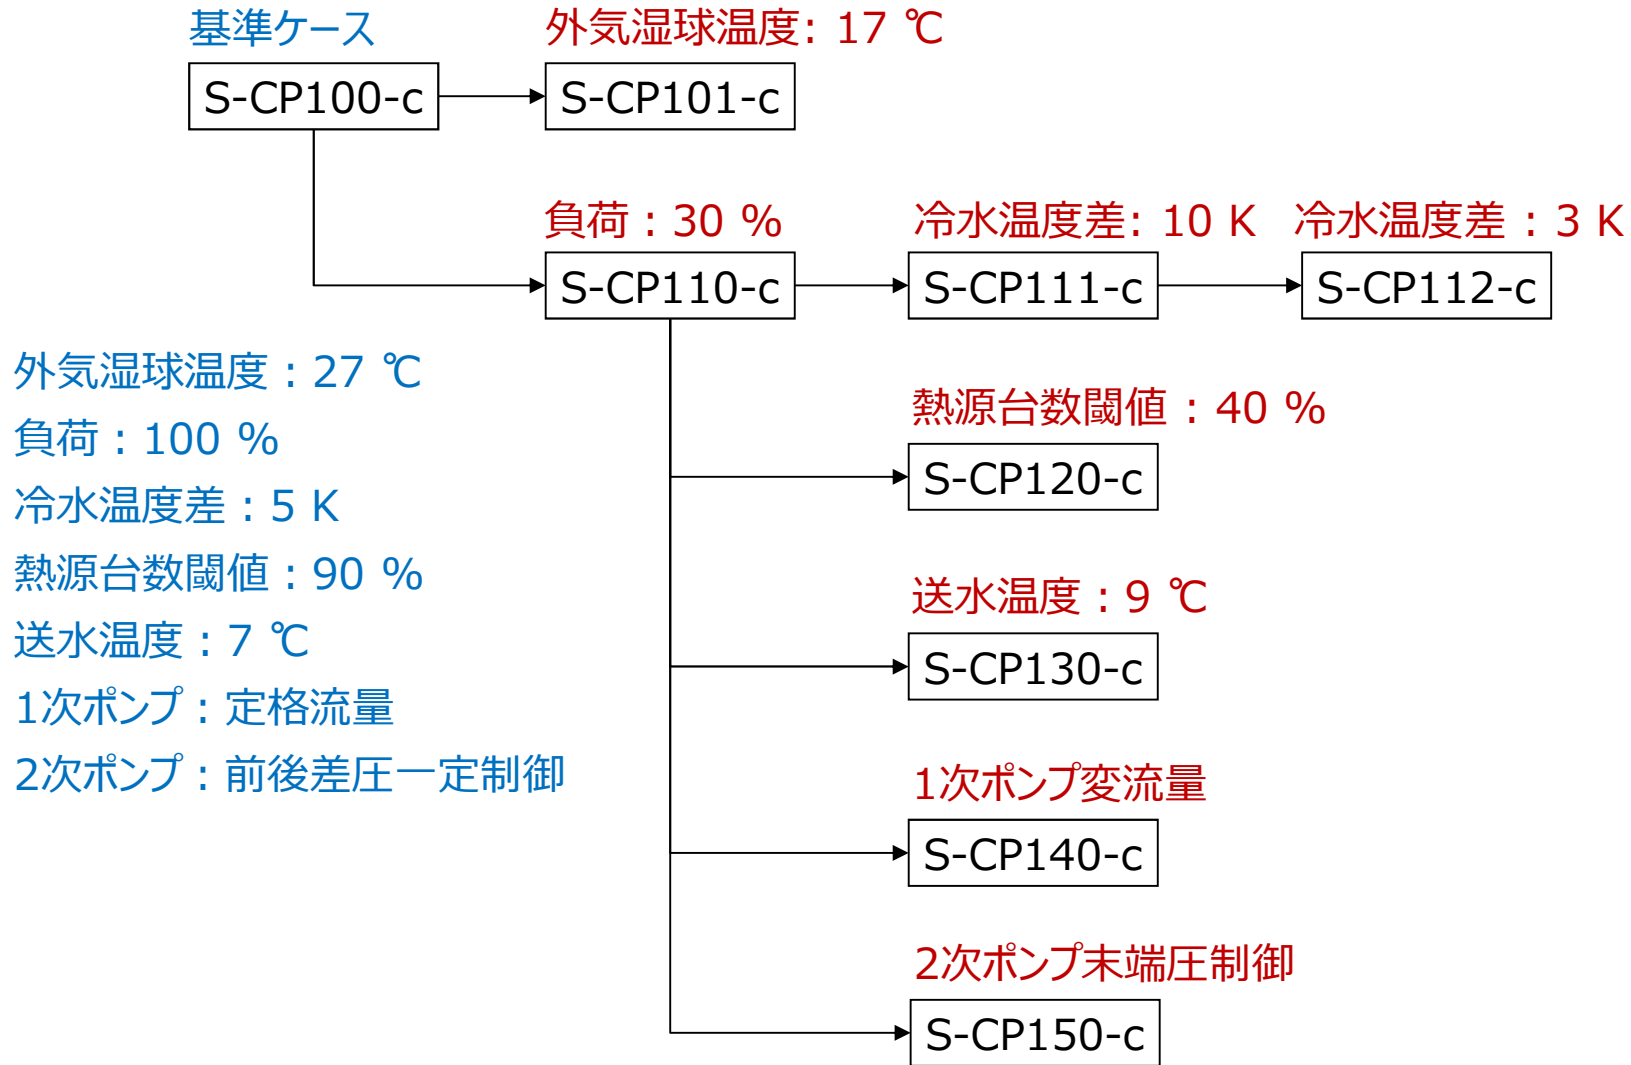 基準ケース
外気湿球温度: 17 ℃
S-CP100-c
S-CP101-c
負荷：30 %
冷水温度差: 10 K
冷水温度差：3 K
S-CP110-c
S-CP111-c
S-CP112-c
外気湿球温度：27 ℃
負荷：100 %
冷水温度差：5 K
熱源台数閾値：90 %
送水温度：7 ℃
1次ポンプ：定格流量
2次ポンプ：前後差圧一定制御
熱源台数閾値：40 %
S-CP120-c
送水温度：9 ℃
S-CP130-c
1次ポンプ変流量
S-CP140-c
2次ポンプ末端圧制御
S-CP150-c